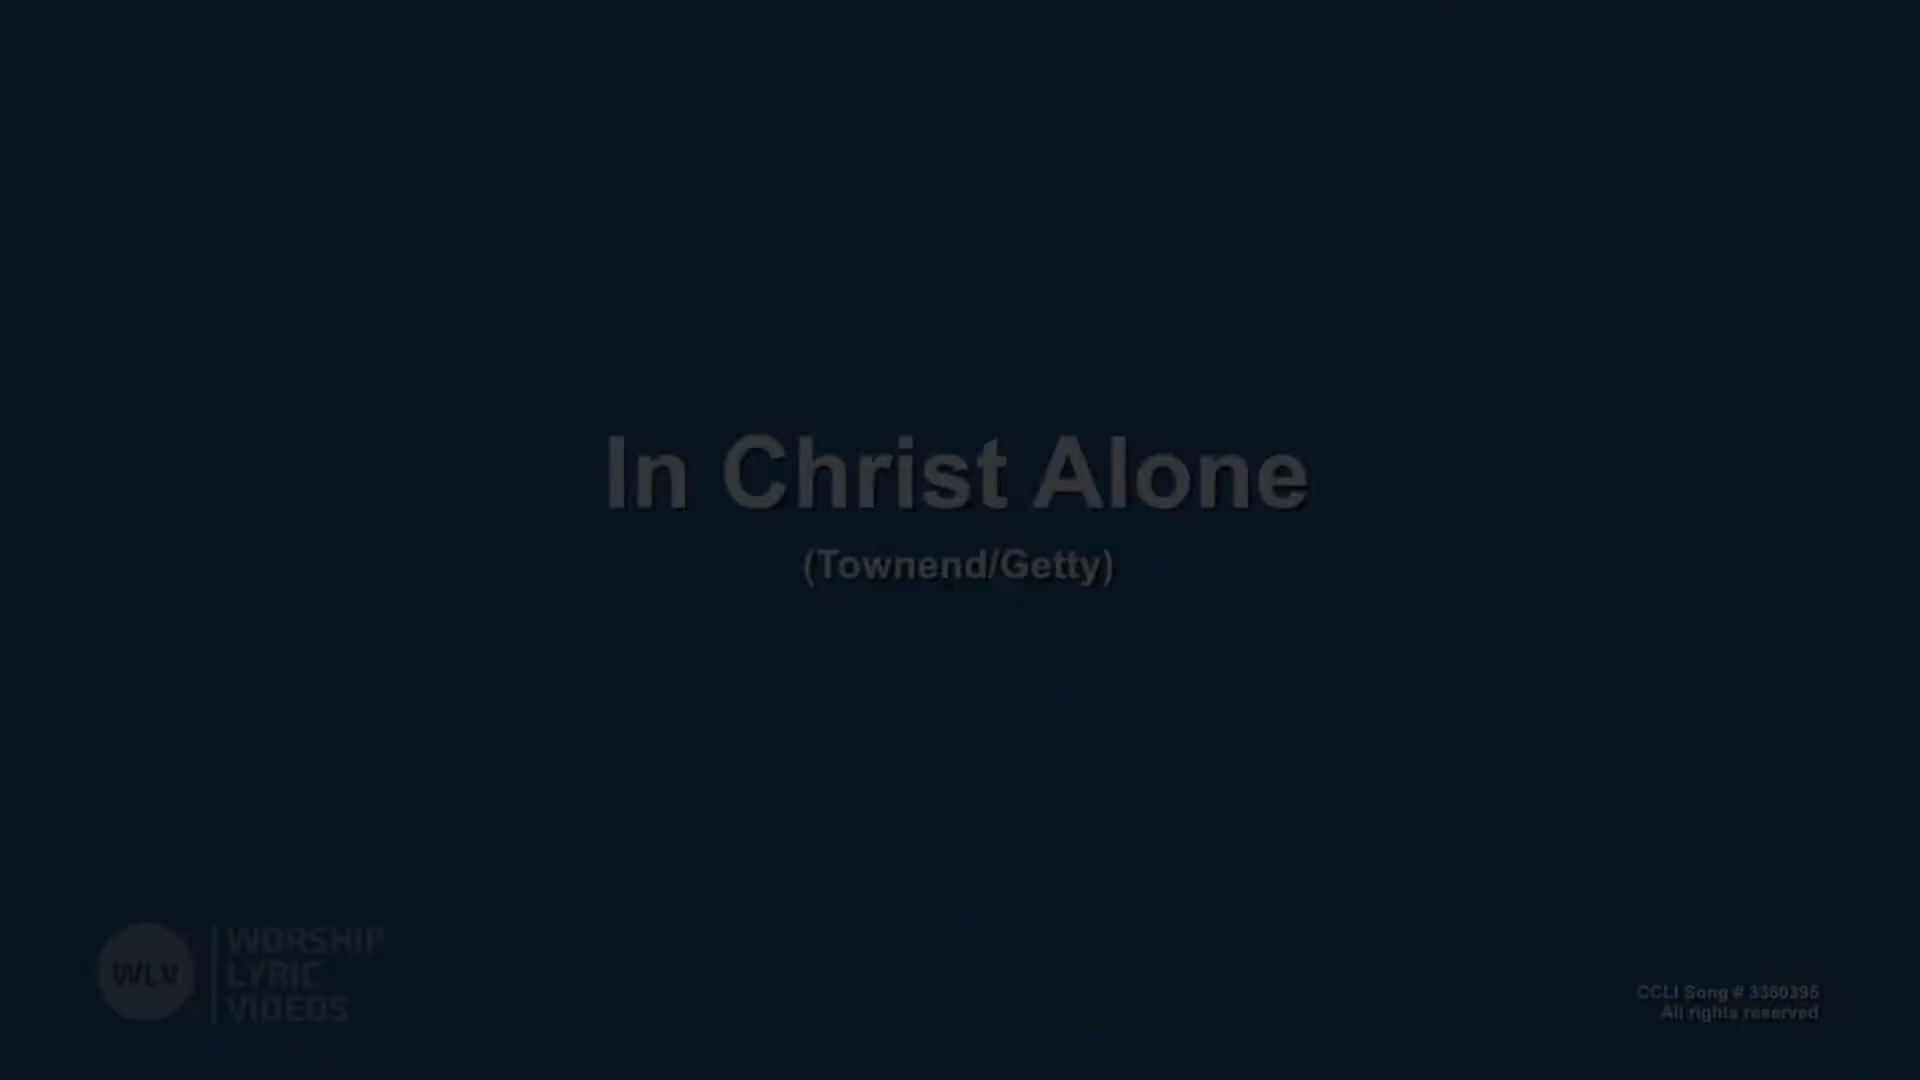 In Christ Alone
(Townend/Getty)
WLV
WORSHIP
LYRIC
VIDEOS
CCLI Song # 3350395
All rights reserved